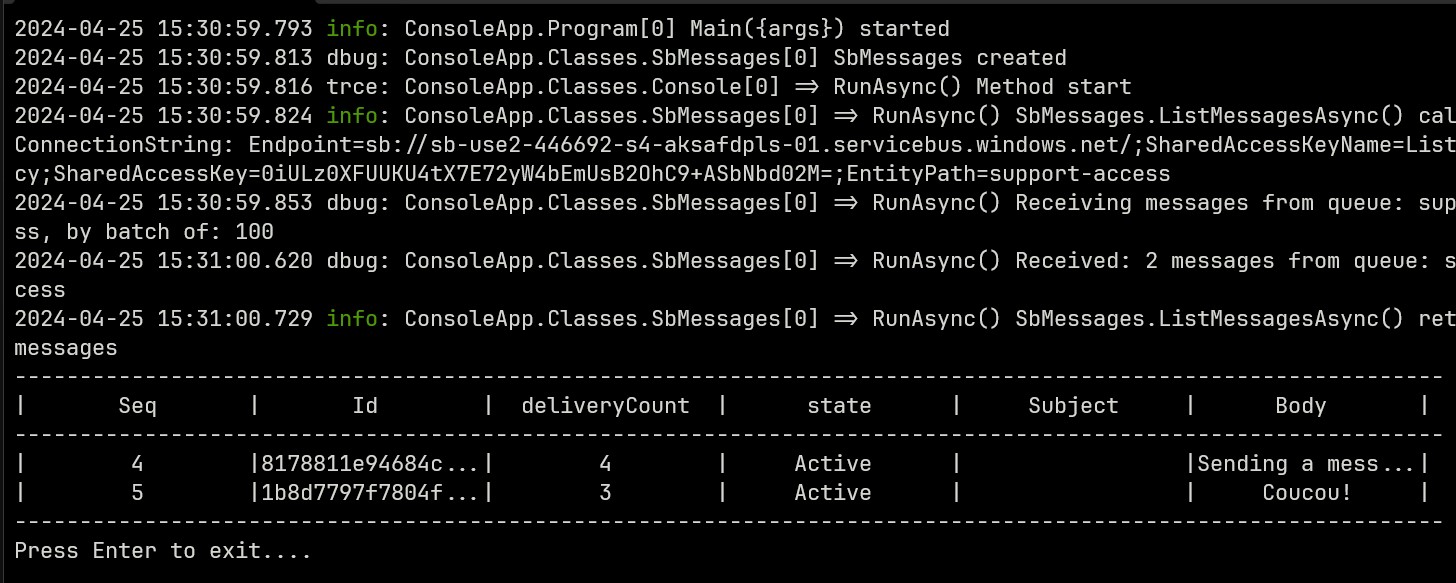 2024-04-25 15:30:59.793 info: ConsoleApp.Program[0] Main({args}) started
2024-04-25 15:30:59.813 dbug: ConsoleApp.Classes.SbMessages[0] SbMessages created
2024-04-25 15:30:59.816 trce: ConsoleApp.Classes.Console[0] => RunAsync() Method start
2024-04-25 15:30:59.824 info: ConsoleApp.Classes.SbMessages[0] => RunAsync() SbMessages.ListMessagesAsync() cal
ConnectionString: Endpoint=sb://sb-use2-446692-s4-aksafdpls-01.servicebus.windows.net/;SharedAccessKeyName=List
cy;SharedAccessKey=0iULz0XFUUKU4tX7E72yW4bEmUsB2OhC9+ASbNbd02M=;EntityPath=support-access
2024-04-25 15:30:59.853 dbug: ConsoleApp.Classes.SbMessages[0] => RunAsync() Receiving messages from queue: sup
ss, by batch of: 100
2024-04-25 15:31:00.620 dbug: ConsoleApp.Classes.SbMessages[0] => RunAsync() Received: 2 messages from queue: s
cess
2024-04-25 15:31:00.729 info: ConsoleApp.Classes.SbMessages[0] => RunAsync() SbMessages.ListMessagesAsync() ret
messages
| Seq | Id | deliveryCount | state | Subject | Body |
| 4 |8178811e94684c...| 4 | Active | |Sending a mess...|
| 5 |1b8d7797f7804f...| 3 | Active | | Coucou! |
Press Enter to exit....